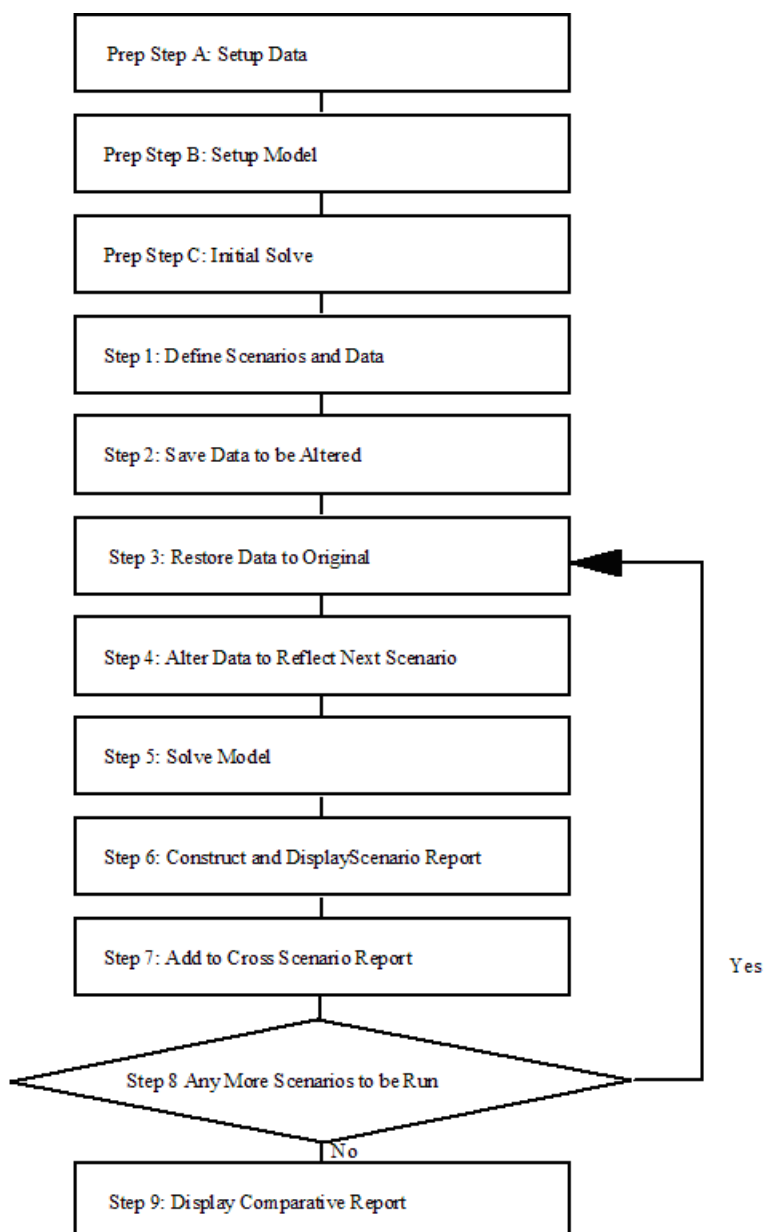 Prep Step A: Setup Data
Prep Step B: Setup Model
Prep Step C: Initial Solve
Step 1: Define Scenarios and Data
Step 2: Save Data to be Altered
Step 3: Restore Data to Original
Step 4: Alter Data to Reflect Next Scenario
Step 5: Solve Model
Step 6: Construct and DisplayScenario Report
Step 7: Add to Cross Scenario Report
Yes
Step 8 Any More Scenarios to be Run
No
Step 9: Display Comparative Report